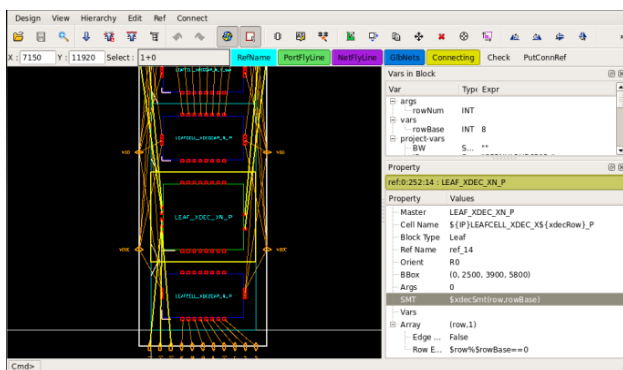 Design View Hierarchy Edit Ref Connect
X : 7150 Y : 11920 Select : 1+0 RefName PortFlyLine NetFlyLine GlbNets Connecting Check PutConnRef
Vars in Block
Var Type Expr
args
rowNum INT
vars
rowBase INT 8
project-vars
BW S... ""
Property
ref:0:252:14 : LEAF_XDEC_XN_P
Property Values
Master LEAF_XDEC_XN_P
Cell Name ${IP}LEAFCELL_XDEC_X${xdecRow}_P
Block Type Leaf
Ref Name ref_14
Orient R0
BBox (0, 2500, 3900, 5800)
Args 0
SMT $xdecSmt(row,rowBase)
Vars
Array (row,1)
Edge ... False
Row E... $row%$rowBase==0
LEAF_XDEC_XN_P
Cmd>